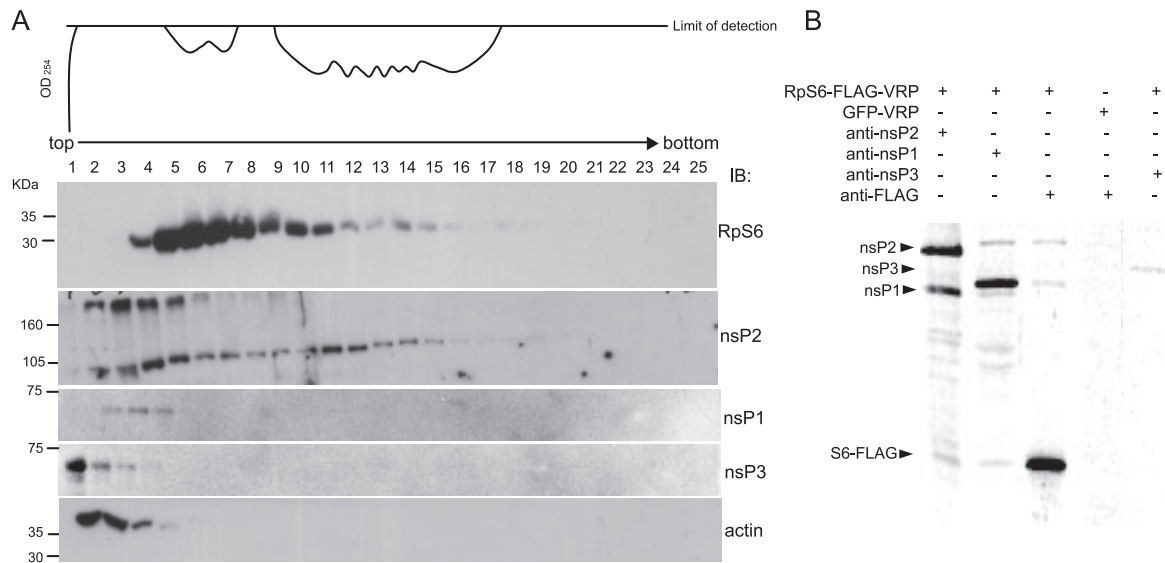 A
B
Limit of detection
OD 254
top
bottom
1 2 3 4 5 6 7 8 9 10 11 12 13 14 15 16 17 18 19 20 21 22 23 24 25
IB:
KDa
35
30
RpS6
160
105
nsP2
75
nsP1
75
nsP3
35
30
actin
RpS6-FLAG-VRP + + + - +
GFP-VRP - - - + -
anti-nsP2 + - - - -
anti-nsP1 - + - - -
anti-nsP3 - - - - +
anti-FLAG - - + + -
nsP2
nsP3
nsP1
S6-FLAG